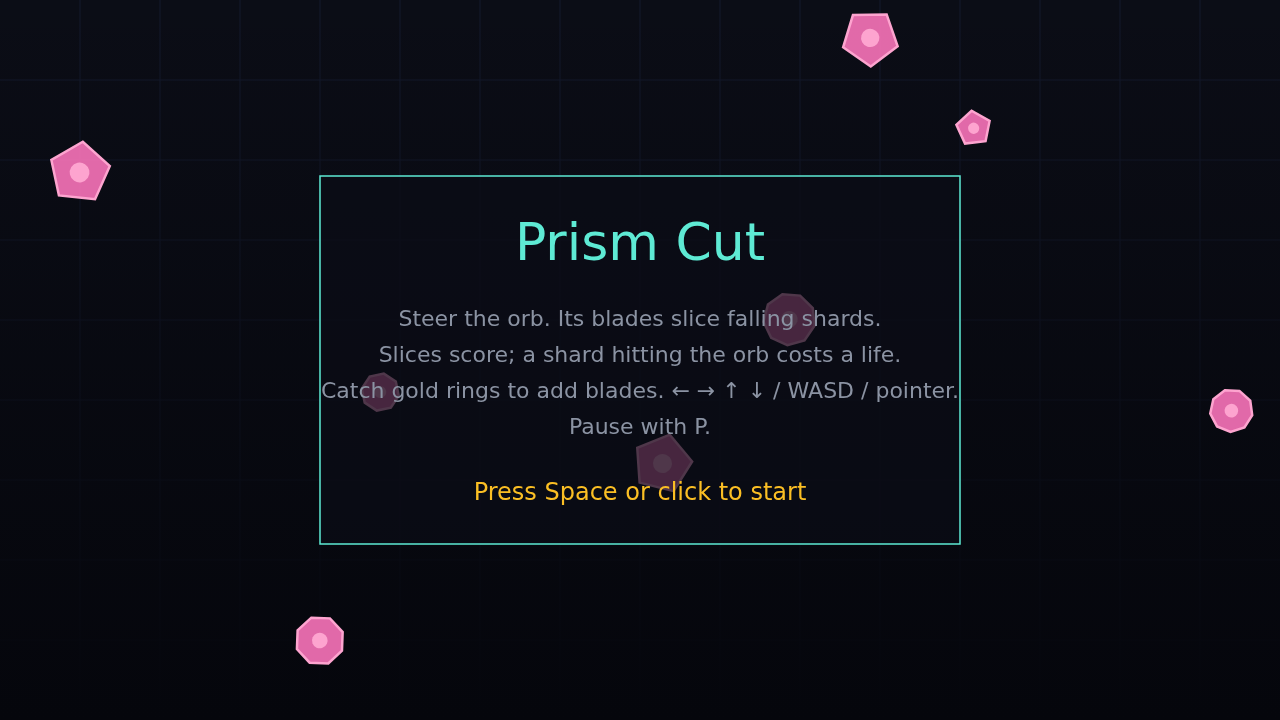 Prism Cut
Steer the orb. Its blades slice falling shards.
Slices score; a shard hitting the orb costs a life.
Catch gold rings to add blades. ← → ↑ ↓ / WASD / pointer.
Pause with P.
Press Space or click to start